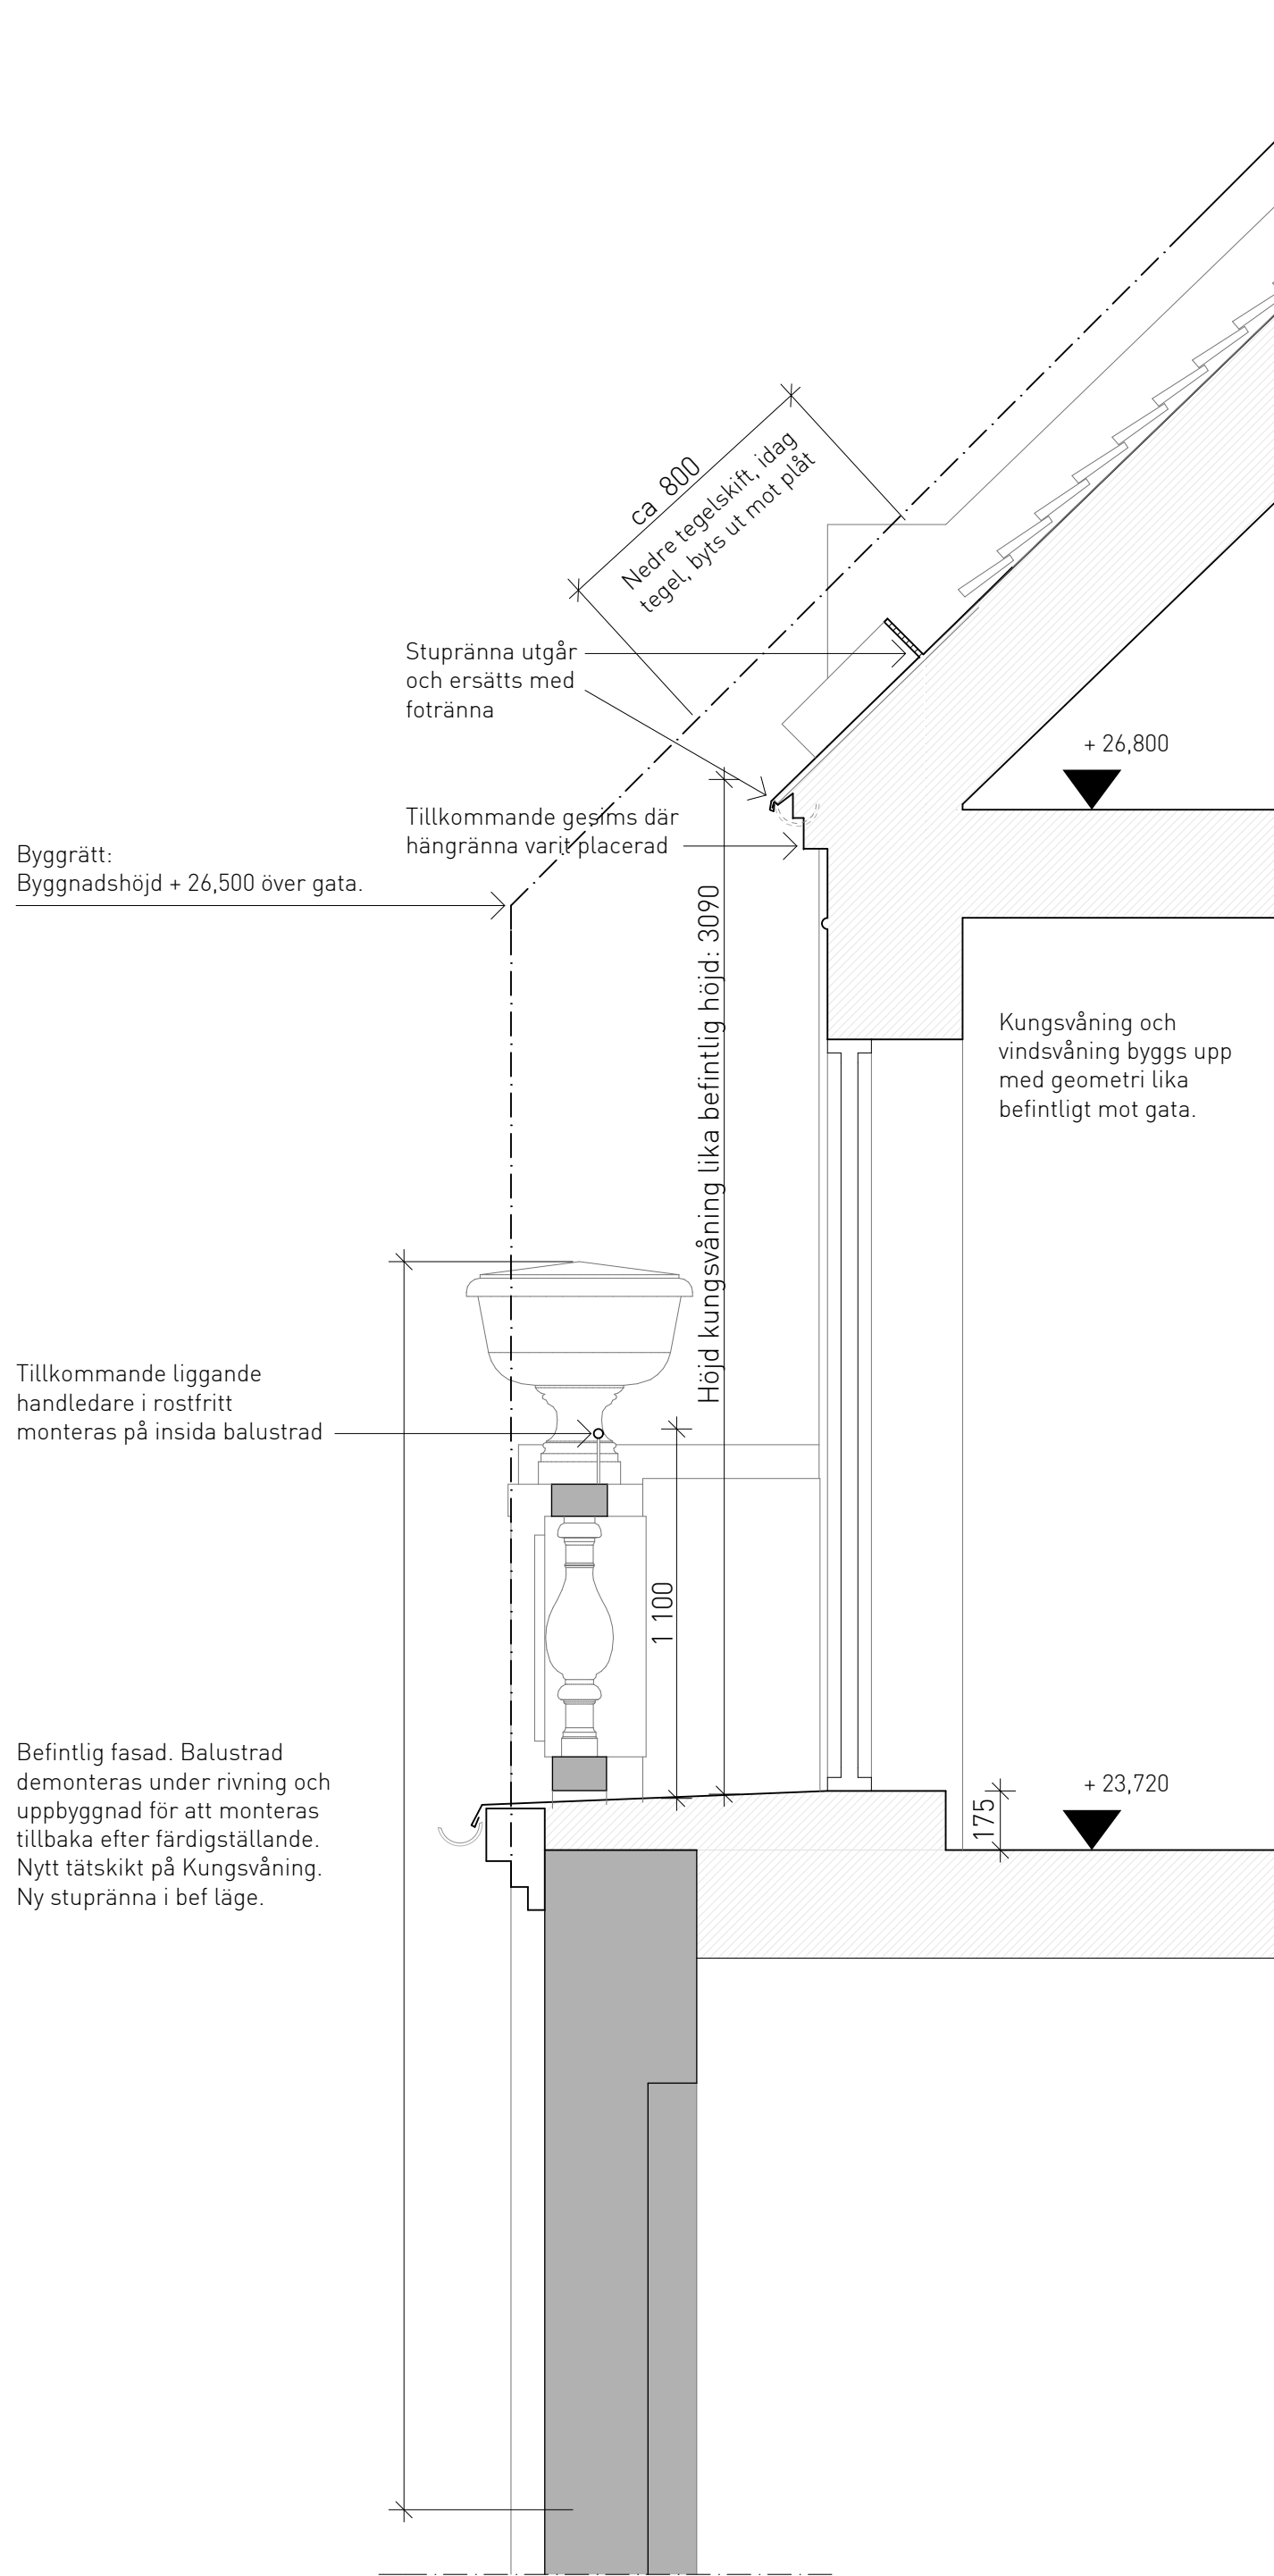 ca 800
Nedre tegelskift, idag
tegel, byts ut mot plåt
Stupränna utgår
och ersätts med
fotränna
+ 26,800
Tillkommande gesims där
hängränna varit placerad
Byggrätt:
Byggnadshöjd + 26,500 över gata.
Höjd kungsvåning lika befintlig höjd: 3090
Kungsvåning och
vindsvåning byggs upp
med geometri lika
befintligt mot gata.
Tillkommande liggande
handledare i rostfritt
monteras på insida balustrad
1 100
Befintlig fasad. Balustrad
demonteras under rivning och
uppbyggnad för att monteras
tillbaka efter färdigställande.
Nytt tätskikt på Kungsvåning.
Ny stupränna i bef läge.
+ 23,720
175